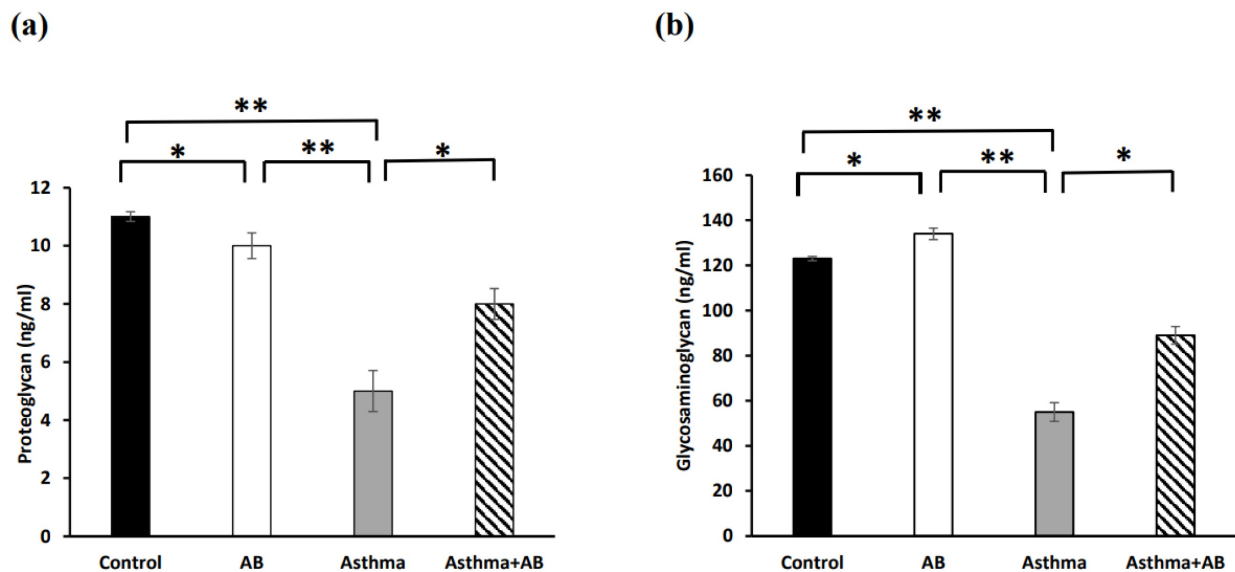 (a)
**
*
**
*
12
10
8
6
4
2
0
Proteoglycan (ng/ml)
Control
AB
Asthma
Asthma+AB
(b)
**
*
**
*
160
140
120
100
80
60
40
20
0
Glycosaminoglycan (ng/ml)
Control
AB
Asthma
Asthma+AB